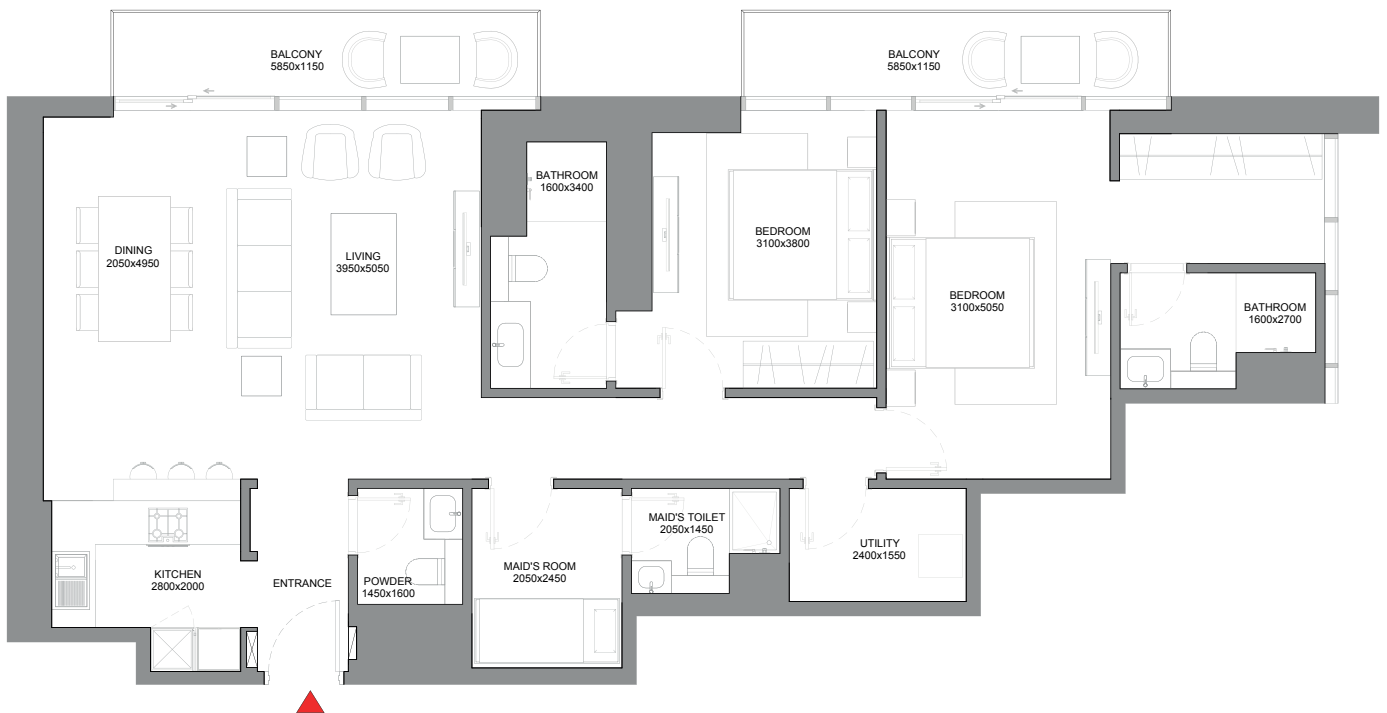 BALCONY
5850x1150
BALCONY
5850x1150
BATHROOM
1600x3400
BEDROOM
3100x3800
DINING
2050x4950
LIVING
3950x5050
BEDROOM
3100x5050
BATHROOM
1600x2700
MAID'S TOILET
2050x1450
UTILITY
2400x1550
KITCHEN
2800x2000
ENTRANCE
POWDER
1450x1600
MAID'S ROOM
2050x2450